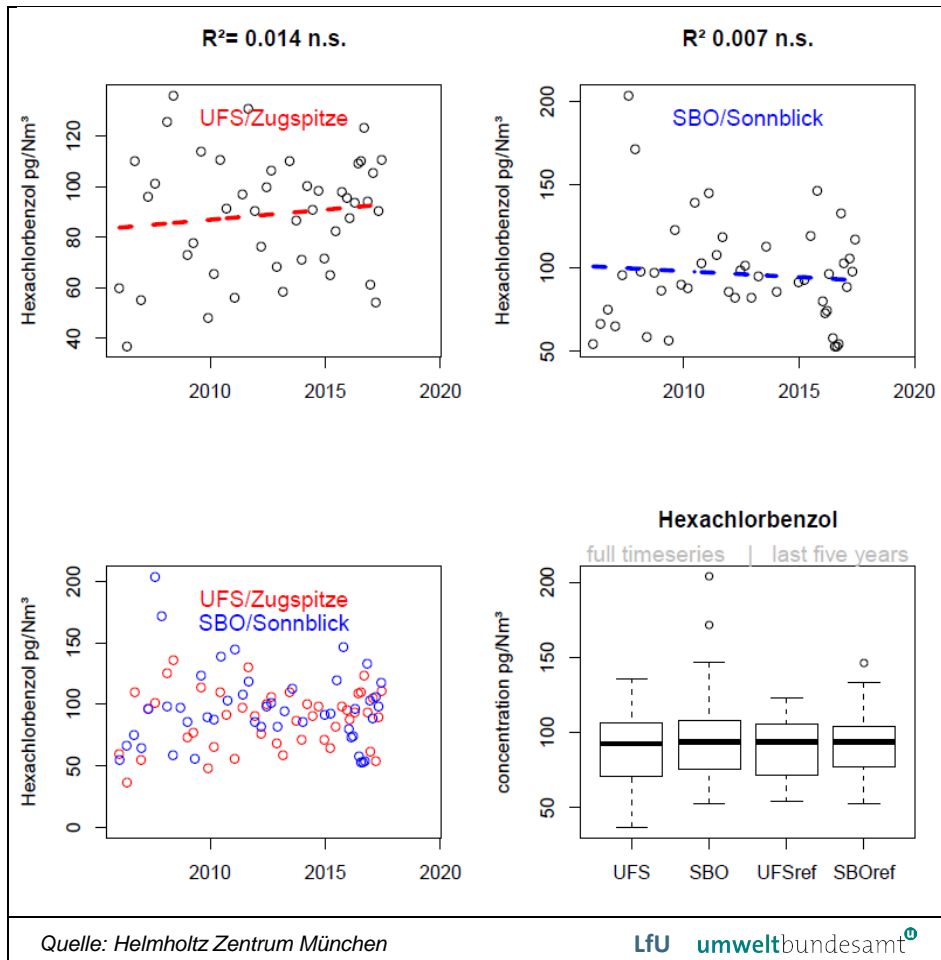 R²= 0.014 n.s.
R² 0.007 n.s.
UFS/Zugspitze
Hexachlorbenzol pg/Nm³
40
60
80
100
120
2010
2015
2020
SBO/Sonnblick
Hexachlorbenzol pg/Nm³
50
100
150
200
2010
2015
2020
UFS/Zugspitze
SBO/Sonnblick
Hexachlorbenzol pg/Nm³
0
50
100
150
200
2010
2015
2020
Hexachlorbenzol
full timeseries | last five years
concentration pg/Nm³
50
100
150
200
UFS SBO UFSref SBOref
Quelle: Helmholtz Zentrum München
LfU umweltbundesamt u